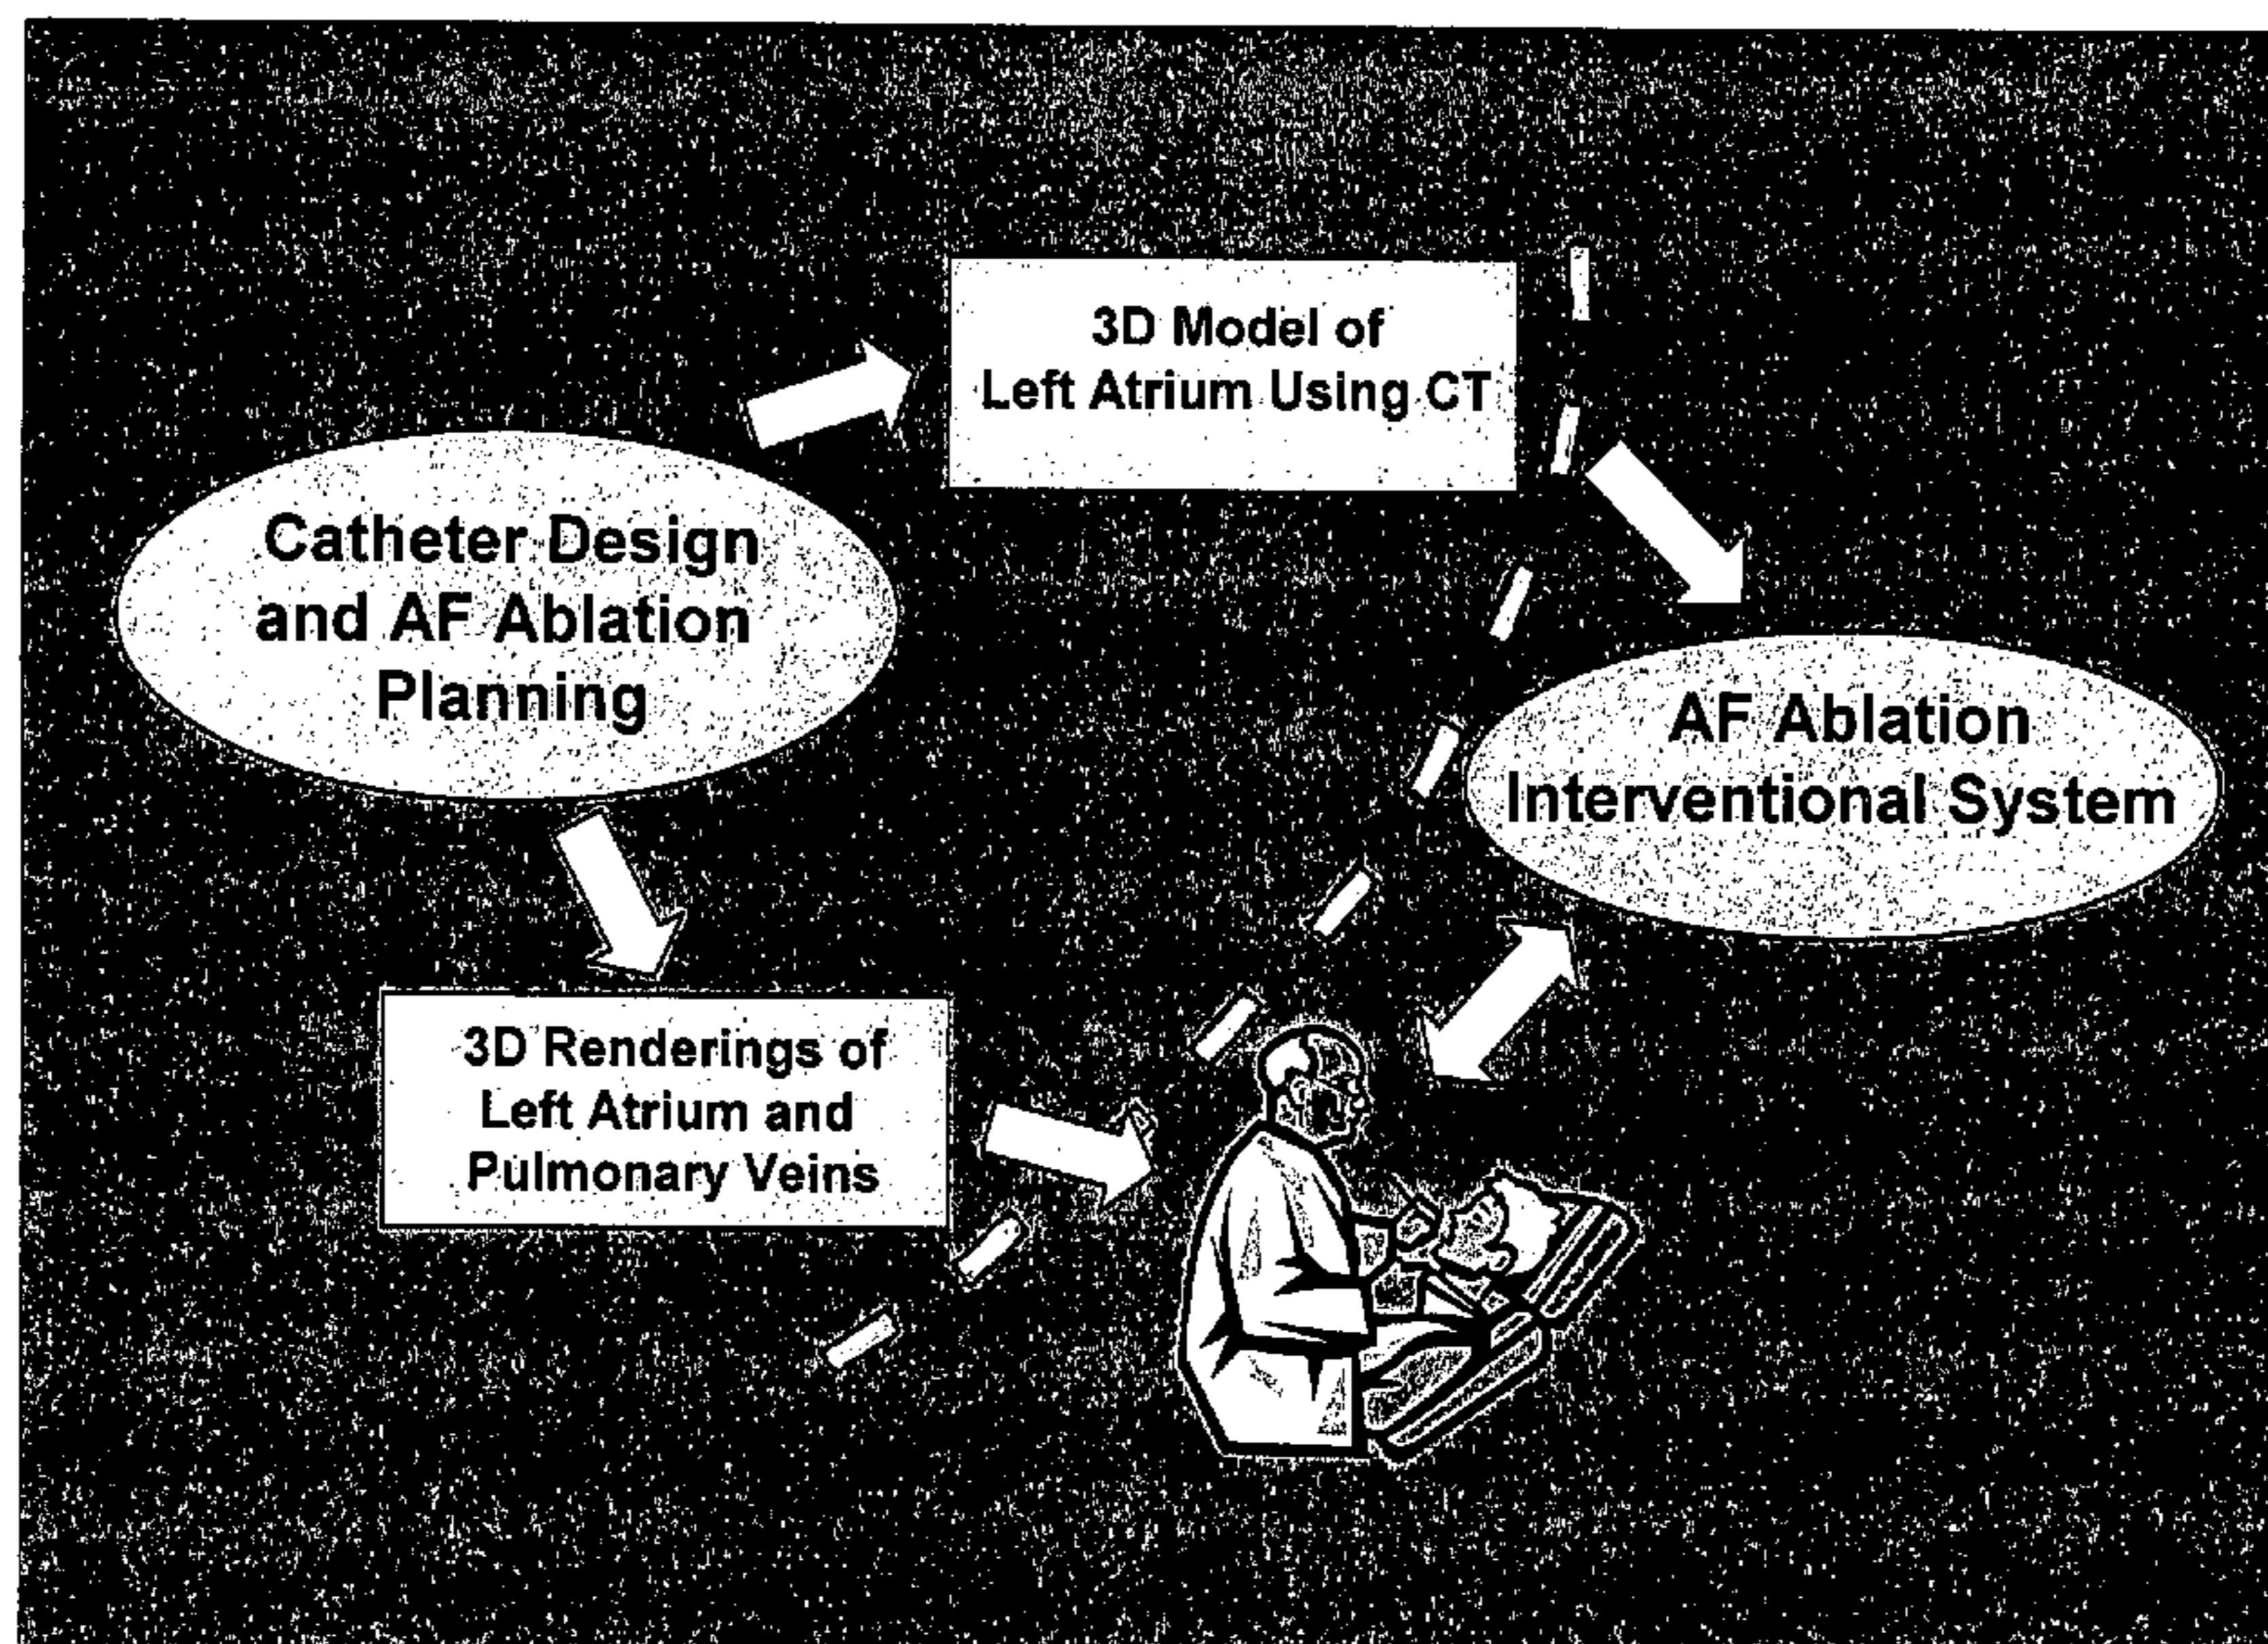 3D Model of
Left Atrium Using CT
Catheter Design
and AF Ablation
Planning
AF Ablation
Interventional System
3D Renderings of
Left Atrium and
Pulmonary Veins